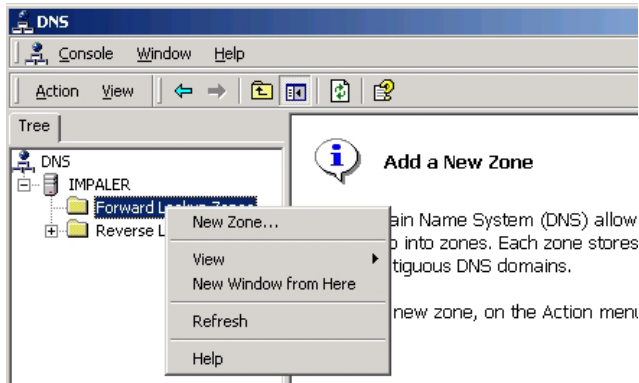 DNS
Console Window Help
Action View
Tree
DNS
IMPALER
Forward Lookup Zones
Reverse L
New Zone...
View
New Window from Here
Refresh
Help
Add a New Zone
ain Name System (DNS) allow
into zones. Each zone stores
tiguous DNS domains.
new zone, on the Action menu